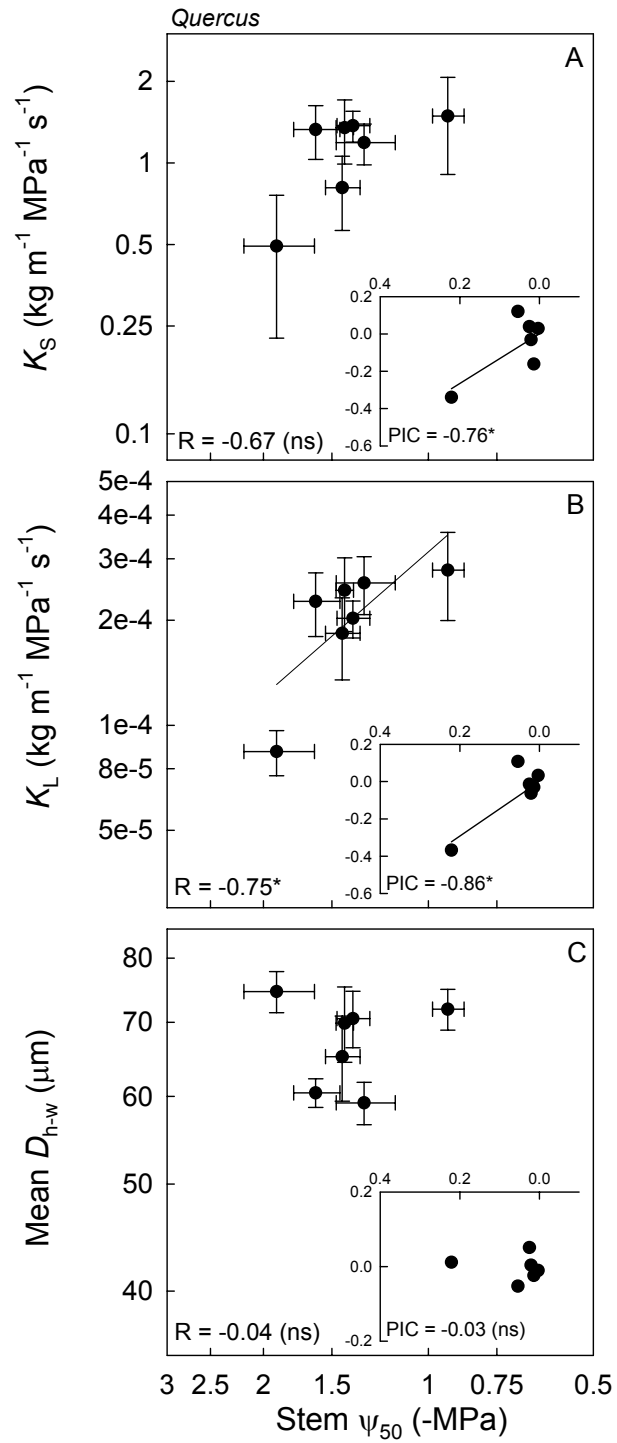 Quercus
A
2
1
0.5
0.25
0.1
K_S (kg m⁻¹ MPa⁻¹ s⁻¹)
0.4 0.2 0.0
0.2
0.0
-0.2
-0.4
-0.6
R = -0.67 (ns)
PIC = -0.76*
B
5e-4
4e-4
3e-4
2e-4
1e-4
8e-5
5e-5
K_L (kg m⁻¹ MPa⁻¹ s⁻¹)
0.4 0.2 0.0
0.2
0.0
-0.2
-0.4
-0.6
R = -0.75*
PIC = -0.86*
C
80
70
60
50
40
Mean D_h-w (μm)
0.4 0.2 0.0
0.2
0.0
-0.2
R = -0.04 (ns)
PIC = -0.03 (ns)
3 2.5 2 1.5 1 0.75 0.5
Stem ψ₅₀ (-MPa)